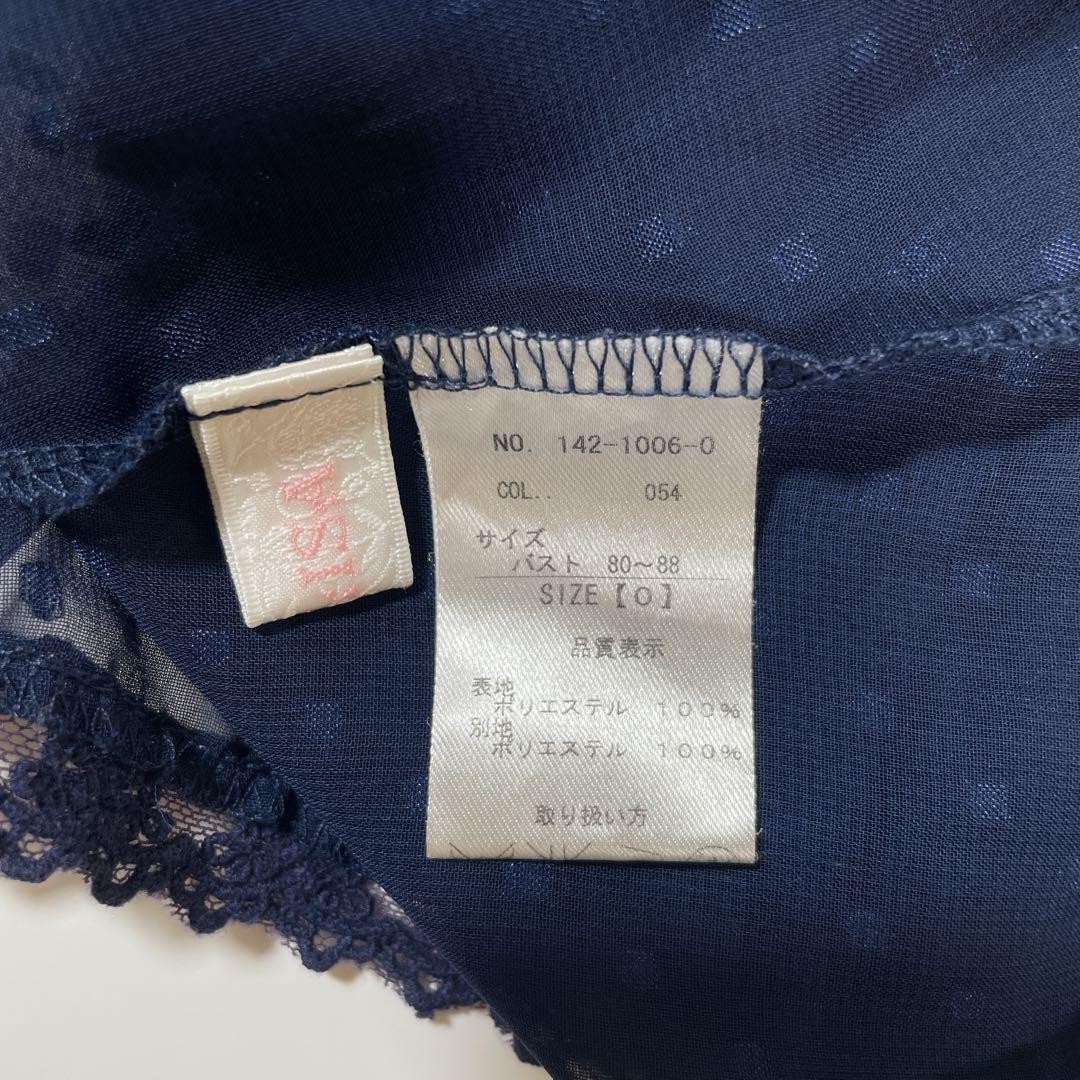 NO. 142-1006-0
COL.. 054
サイズ
バスト 80～88
SIZE【0】
品質表示
表地
ポリエステル 100%
別地
ポリエステル 100%
取り扱い方
ISA